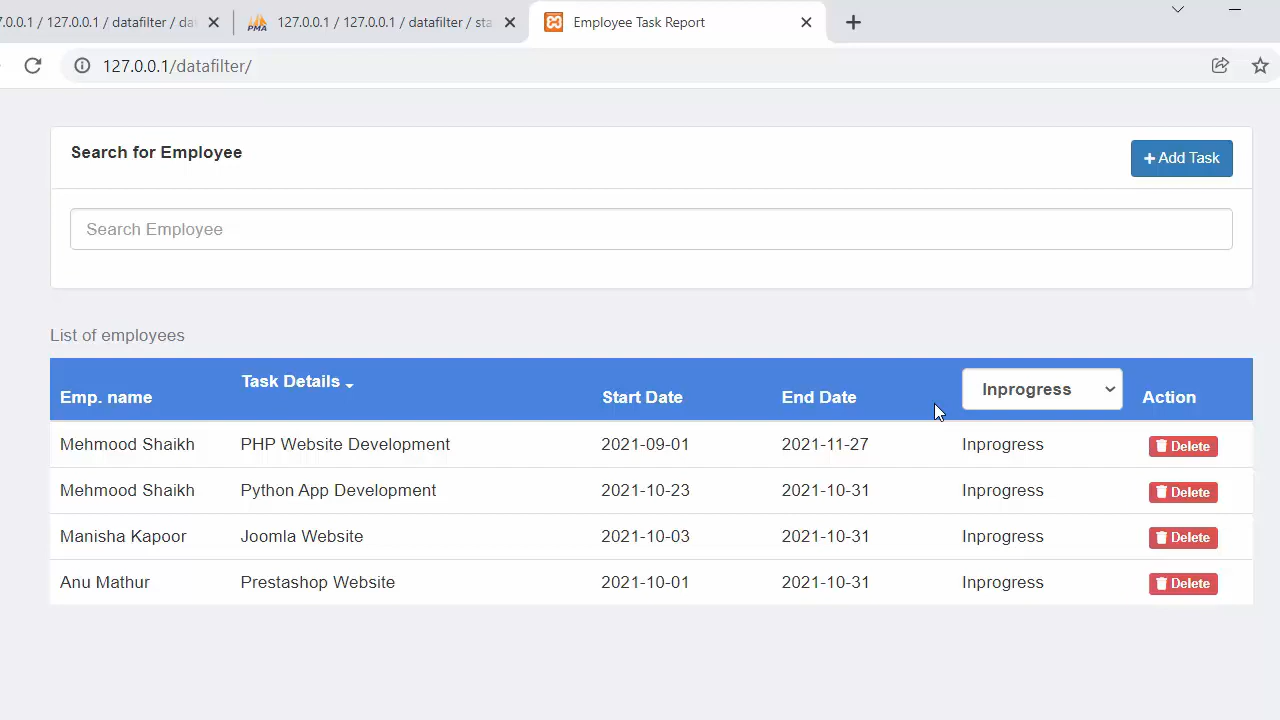 7.0.0.1 / 127.0.0.1 / datafilter / da
PMA
127.0.0.1 / 127.0.0.1 / datafilter / sta
Employee Task Report
127.0.0.1/datafilter/
Search for Employee
Add Task
Search Employee
List of employees
Emp. name Task Details Start Date End Date Inprogress Action
Mehmood Shaikh PHP Website Development 2021-09-01 2021-11-27 Inprogress Delete
Mehmood Shaikh Python App Development 2021-10-23 2021-10-31 Inprogress Delete
Manisha Kapoor Joomla Website 2021-10-03 2021-10-31 Inprogress Delete
Anu Mathur Prestashop Website 2021-10-01 2021-10-31 Inprogress Delete